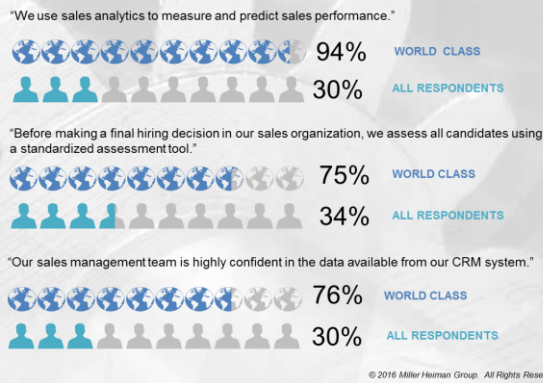 “We use sales analytics to measure and predict sales performance.”
94% WORLD CLASS
30% ALL RESPONDENTS
“Before making a final hiring decision in our sales organization, we assess all candidates using
a standardized assessment tool.”
75% WORLD CLASS
34% ALL RESPONDENTS
“Our sales management team is highly confident in the data available from our CRM system.”
76% WORLD CLASS
30% ALL RESPONDENTS
© 2016 Miller Heiman Group. All Rights Rese